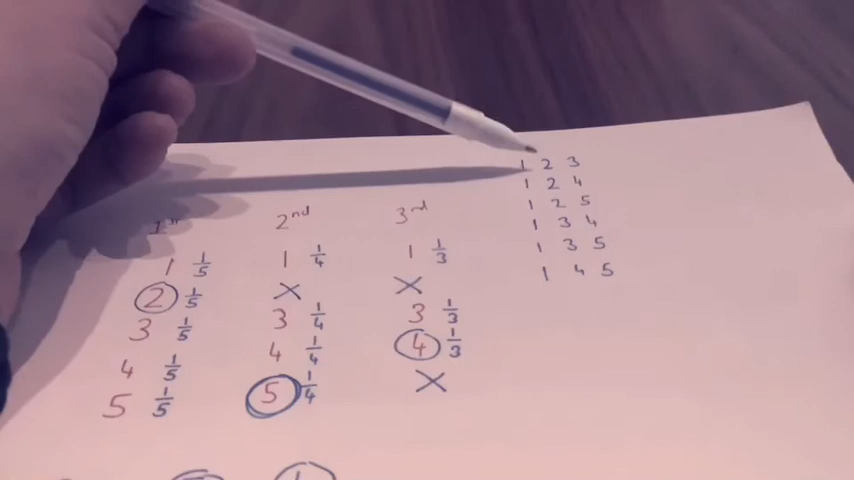 1 2 3
1 2 4
1 2 5
1 3 4
1 3 5
1 4 5
1st 2nd 3rd
1 1/5 1 1/4 1 1/3
2 1/5 X X
3 1/5 3 1/4 3 1/3
4 1/5 4 1/4 4 1/3
5 1/5 5 1/4 X